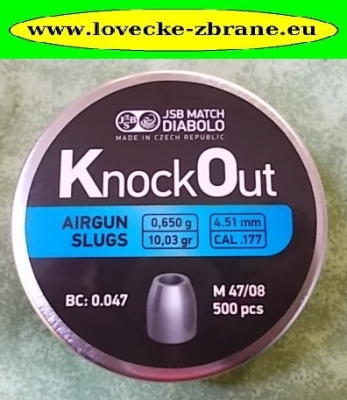 www.lovecke-zbrane.eu
JSB
JSB MATCH
DIABOLO
MADE IN CZECH REPUBLIC
KnockOut
AIRGUN
SLUGS
0,650 g
10,03 gr
4.51 mm
CAL .177
BC: 0.047
M 47/08
500 pcs